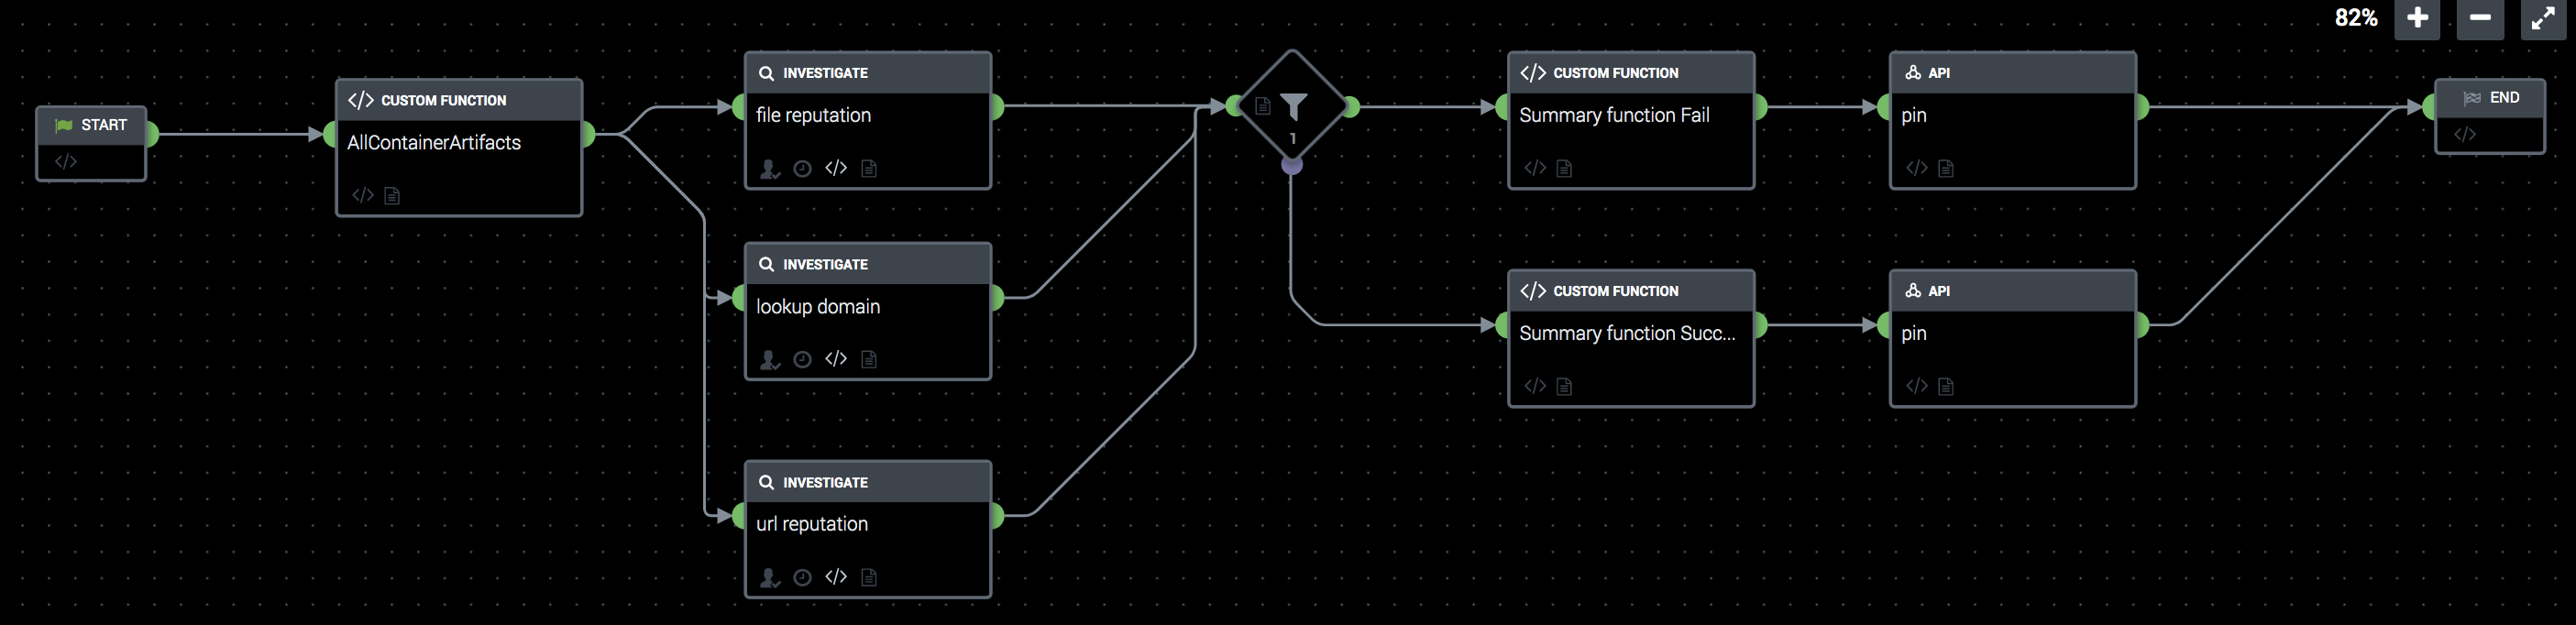 82%
START
</>
</> CUSTOM FUNCTION
AllContainerArtifacts
</>
INVESTIGATE
file reputation
</>
INVESTIGATE
lookup domain
</>
INVESTIGATE
url reputation
</>
1
</> CUSTOM FUNCTION
Summary function Fail
</>
API
pin
</>
</> CUSTOM FUNCTION
Summary function Succ...
</>
API
pin
</>
END
</>